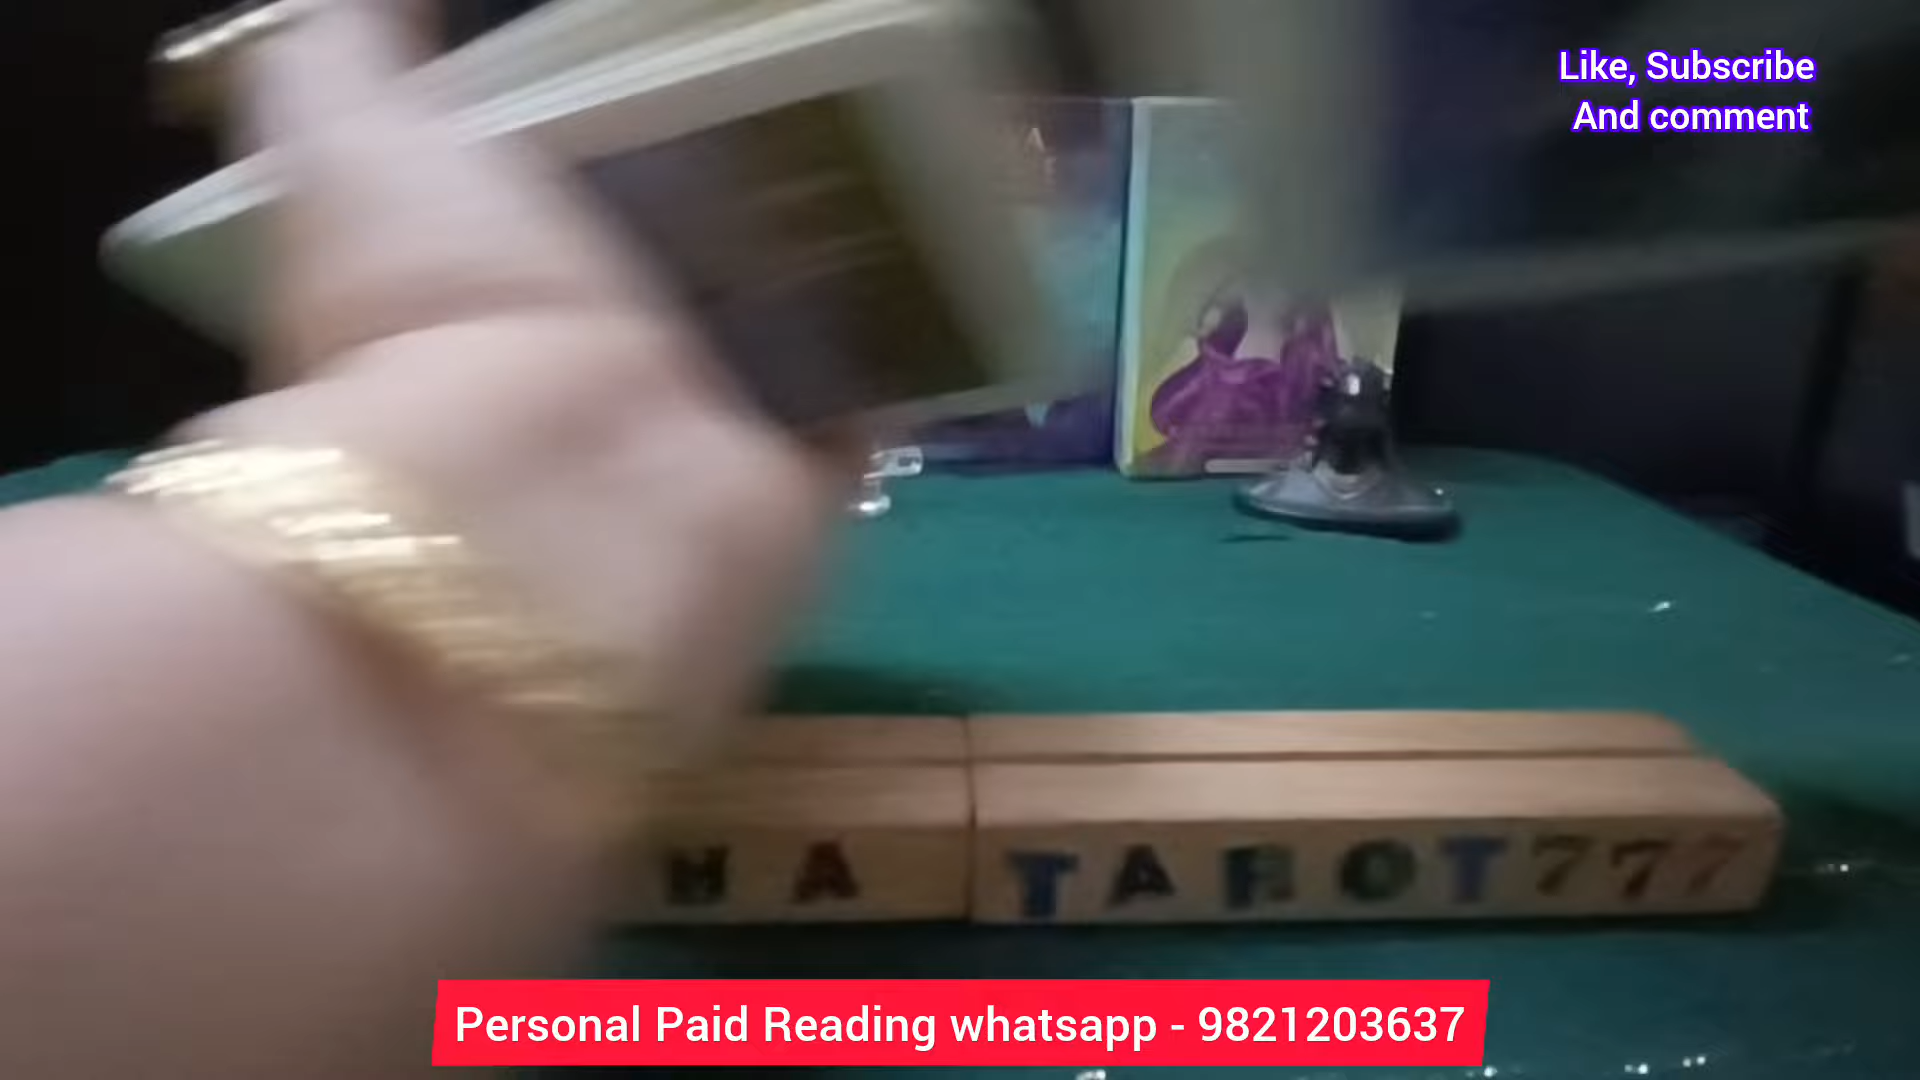 Like, Subscribe
And comment
HA TAROT777
Personal Paid Reading whatsapp - 9821203637